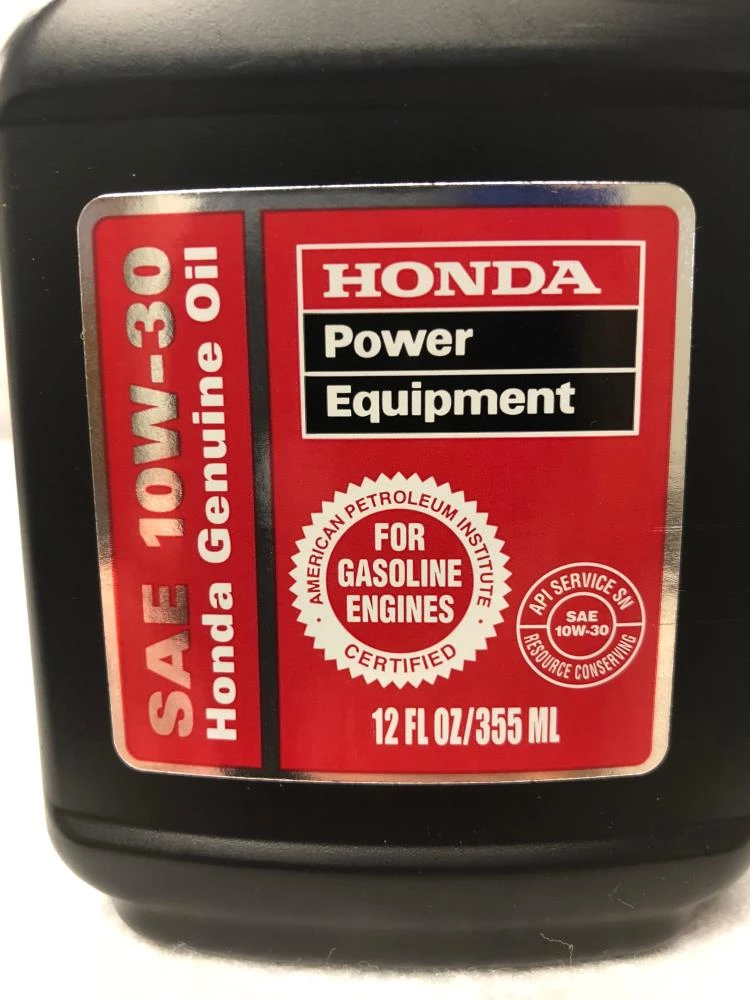 SAE 10W-30
Honda Genuine Oil
HONDA
Power
Equipment
AMERICAN PETROLEUM INSTITUTE
FOR
GASOLINE
ENGINES
CERTIFIED
API SERVICE SN
SAE
10W-30
RESOURCE CONSERVING
12 FL OZ/355 ML